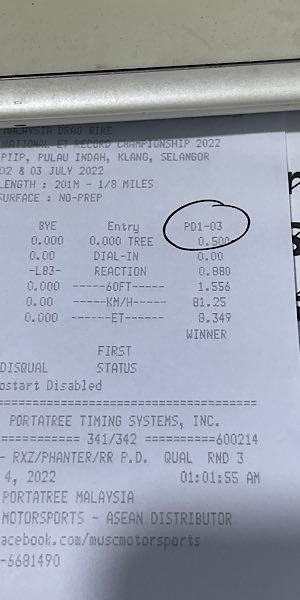 MALAYSIA DRAG BIKE
NATIONAL ET RECORD CHAMPIONSHIP 2022
PIIP, PULAU INDAH, KLANG, SELANGOR
02 & 03 JULY 2022
LENGTH : 201M - 1/8 MILES
SURFACE : NO-PREP
BYE Entry PD1-03
0.000 0.000 TREE 0.500
0.00 DIAL-IN 0.00
-LB3- REACTION 0.880
0.000 ------60FT----- 1.556
0.00 ------KM/H----- 81.25
0.000 ------ET------- 8.349
WINNER
FIRST
DISQUAL STATUS
ostart Disabled
=====================================
PORTATREE TIMING SYSTEMS, INC.
=========== 341/342 ==========600214
- RXZ/PHANTER/RR P.D. QUAL RND 3
4, 2022 01:01:55 AM
PORTATREE MALAYSIA
MOTORSPORTS - ASEAN DISTRIBUTOR
acebook.com/muscmotorsports
-6681490